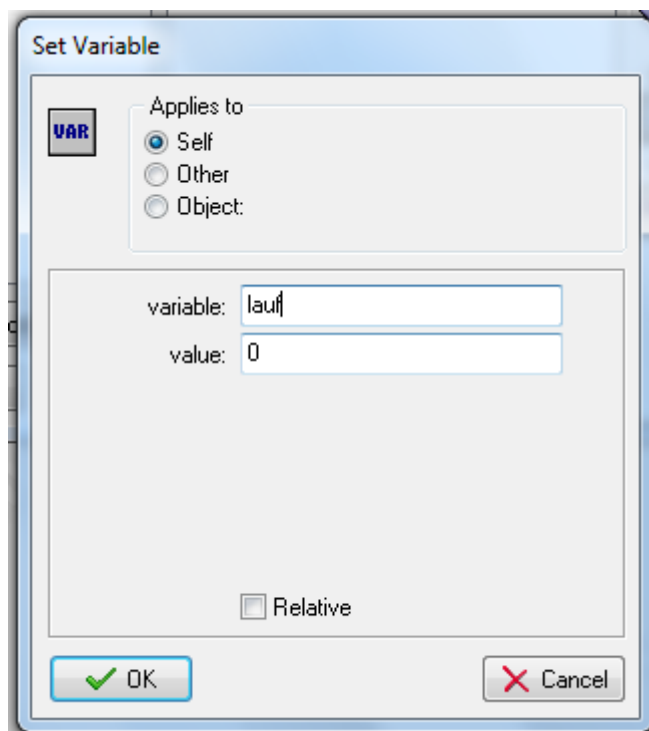 Set Variable
VAR
Applies to
Self
Other
Object:
variable: lauf
value: 0
Relative
OK
Cancel